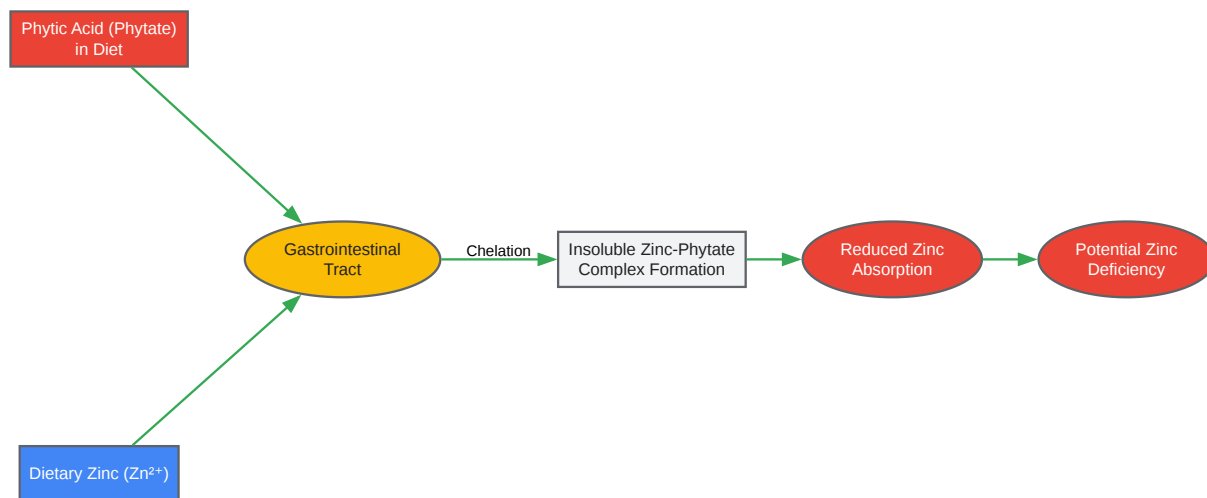 Phytic Acid (Phytate)
in Diet
Gastrointestinal
Tract
Chelation
Insoluble Zinc-Phytate
Complex Formation
Reduced Zinc
Absorption
Potential Zinc
Deficiency
Dietary Zinc (Zn²⁺)